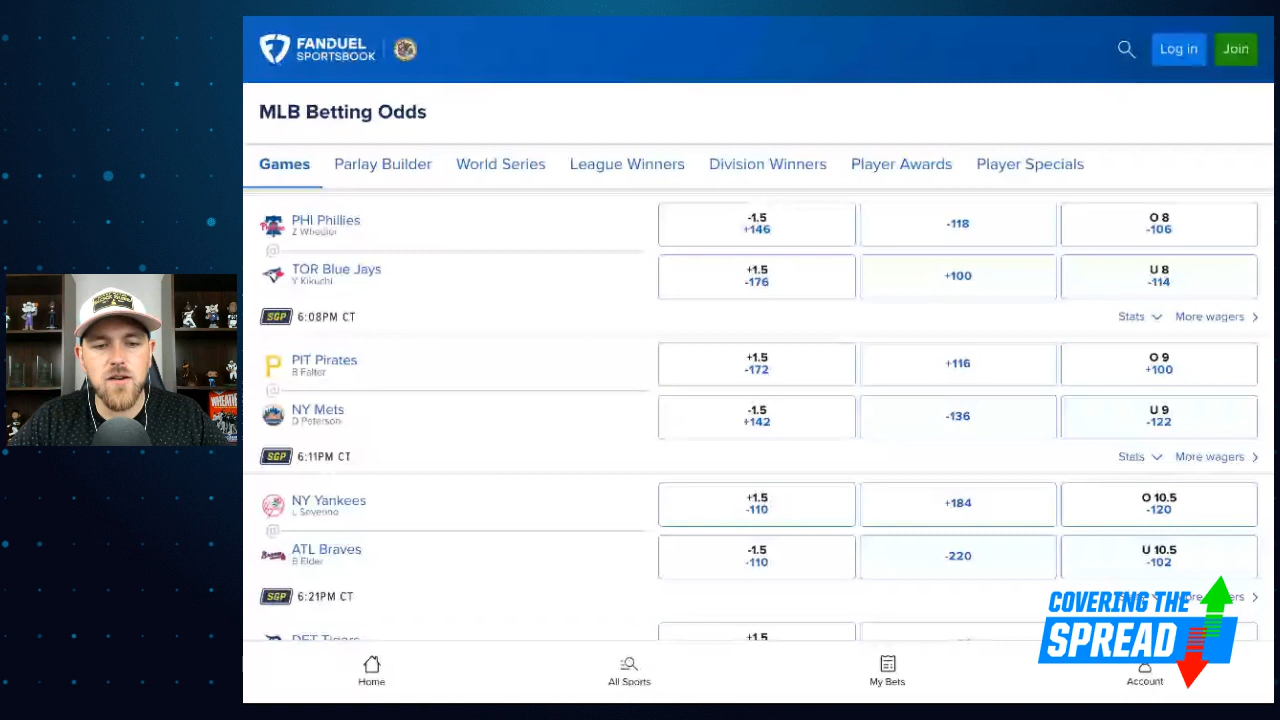 FANDUEL
SPORTSBOOK
Log in
Join
MLB Betting Odds
Games Parlay Builder World Series League Winners Division Winners Player Awards Player Specials
PHI Phillies
Z Wheeler
-1.5
+146
-118
O 8
-106
@
TOR Blue Jays
Y Kikuchi
+1.5
-176
+100
U 8
-114
SGP 6:08PM CT
Stats
More wagers
PIT Pirates
B Falter
+1.5
-172
+116
O 9
+100
@
NY Mets
D Peterson
-1.5
+142
-136
U 9
-122
SGP 6:11PM CT
Stats
More wagers
NY Yankees
L Severino
+1.5
-110
+184
O 10.5
-120
@
ATL Braves
B Elder
-1.5
-110
-220
U 10.5
-102
SGP 6:21PM CT
DET Tigers
+1.5
COVERING THE
SPREAD
Home
All Sports
My Bets
Account